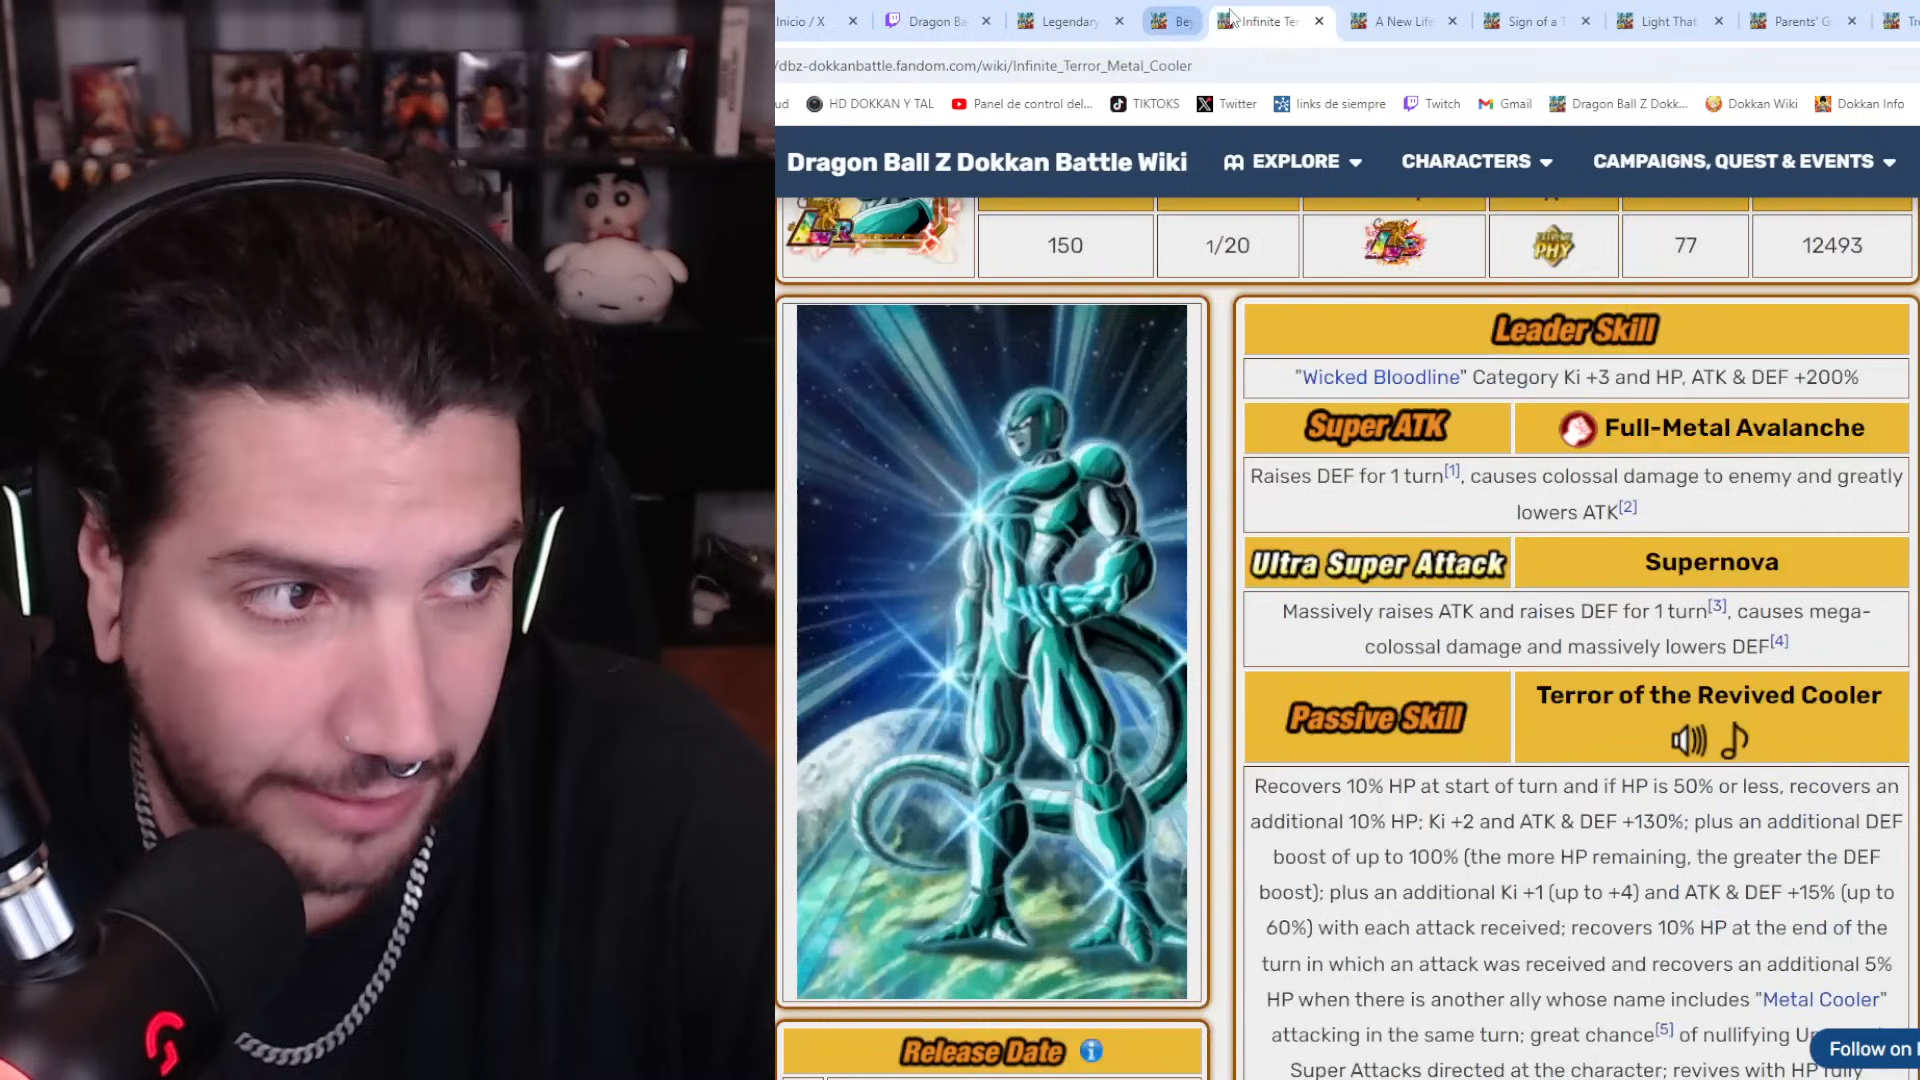 Inicio / X
Dragon Ba
Legendary
Be
Infinite Ter
A New Life
Sign of a T
Light That
Parents' G
/dbz-dokkanbattle.fandom.com/wiki/Infinite_Terror_Metal_Cooler
ud
HD DOKKAN Y TAL
Panel de control del...
TIKTOKS
Twitter
links de siempre
Twitch
Gmail
Dragon Ball Z Dokk...
Dokkan Wiki
Dokkan Info
Dragon Ball Z Dokkan Battle Wiki
EXPLORE
CHARACTERS
CAMPAIGNS, QUEST & EVENTS
LR
150
1/20
LR
PHY
77
12493
Leader Skill
"Wicked Bloodline" Category Ki +3 and HP, ATK & DEF +200%
Super ATK
Full-Metal Avalanche
Raises DEF for 1 turn[1], causes colossal damage to enemy and greatly
lowers ATK[2]
Ultra Super Attack
Supernova
Massively raises ATK and raises DEF for 1 turn[3], causes mega-
colossal damage and massively lowers DEF[4]
Passive Skill
Terror of the Revived Cooler
Recovers 10% HP at start of turn and if HP is 50% or less, recovers an
additional 10% HP; Ki +2 and ATK & DEF +130%; plus an additional DEF
boost of up to 100% (the more HP remaining, the greater the DEF
boost); plus an additional Ki +1 (up to +4) and ATK & DEF +15% (up to
60%) with each attack received; recovers 10% HP at the end of the
turn in which an attack was received and recovers an additional 5%
HP when there is another ally whose name includes "Metal Cooler"
attacking in the same turn; great chance[5] of nullifying
Super Attacks directed at the character; revives with HP fully
Release Date
Follow on